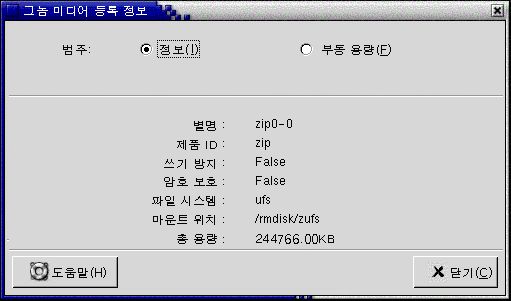 그놈 미디어 등록 정보
범주: 정보(I) 부동 용량(F)
별명 : zip0-0
제품 ID : zip
쓰기 방지 : False
암호 보호 : False
파일 시스템 : ufs
마운트 위치 : /rmdisk/zufs
총 용량 : 244766.00KB
도움말(H) 닫기(C)